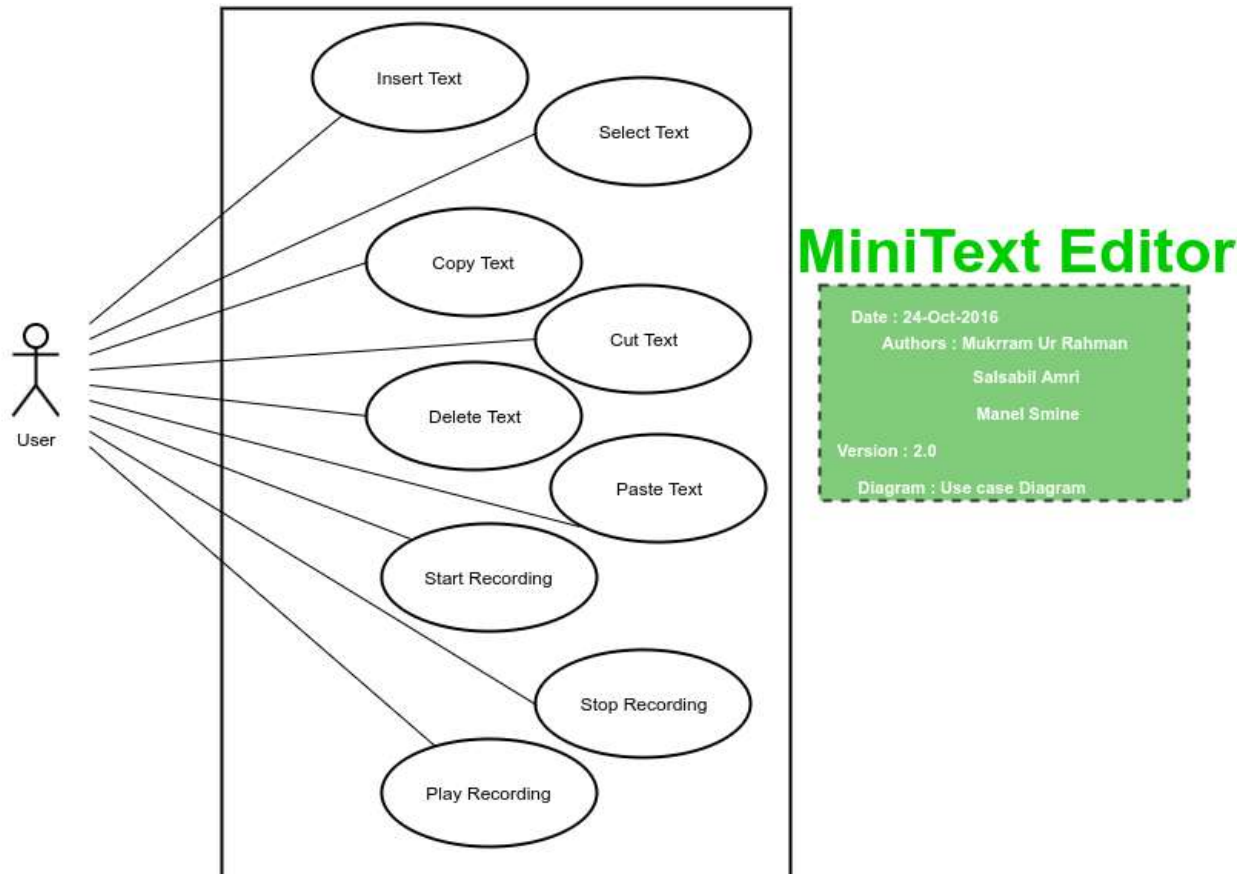 Insert Text
Select Text
Copy Text
Cut Text
Delete Text
Paste Text
Start Recording
Stop Recording
Play Recording
User
MiniText Editor
Date : 24-Oct-2016
Authors : Mukrram Ur Rahman
Salsabil Amri
Manel Smine
Version : 2.0
Diagram : Use case Diagram